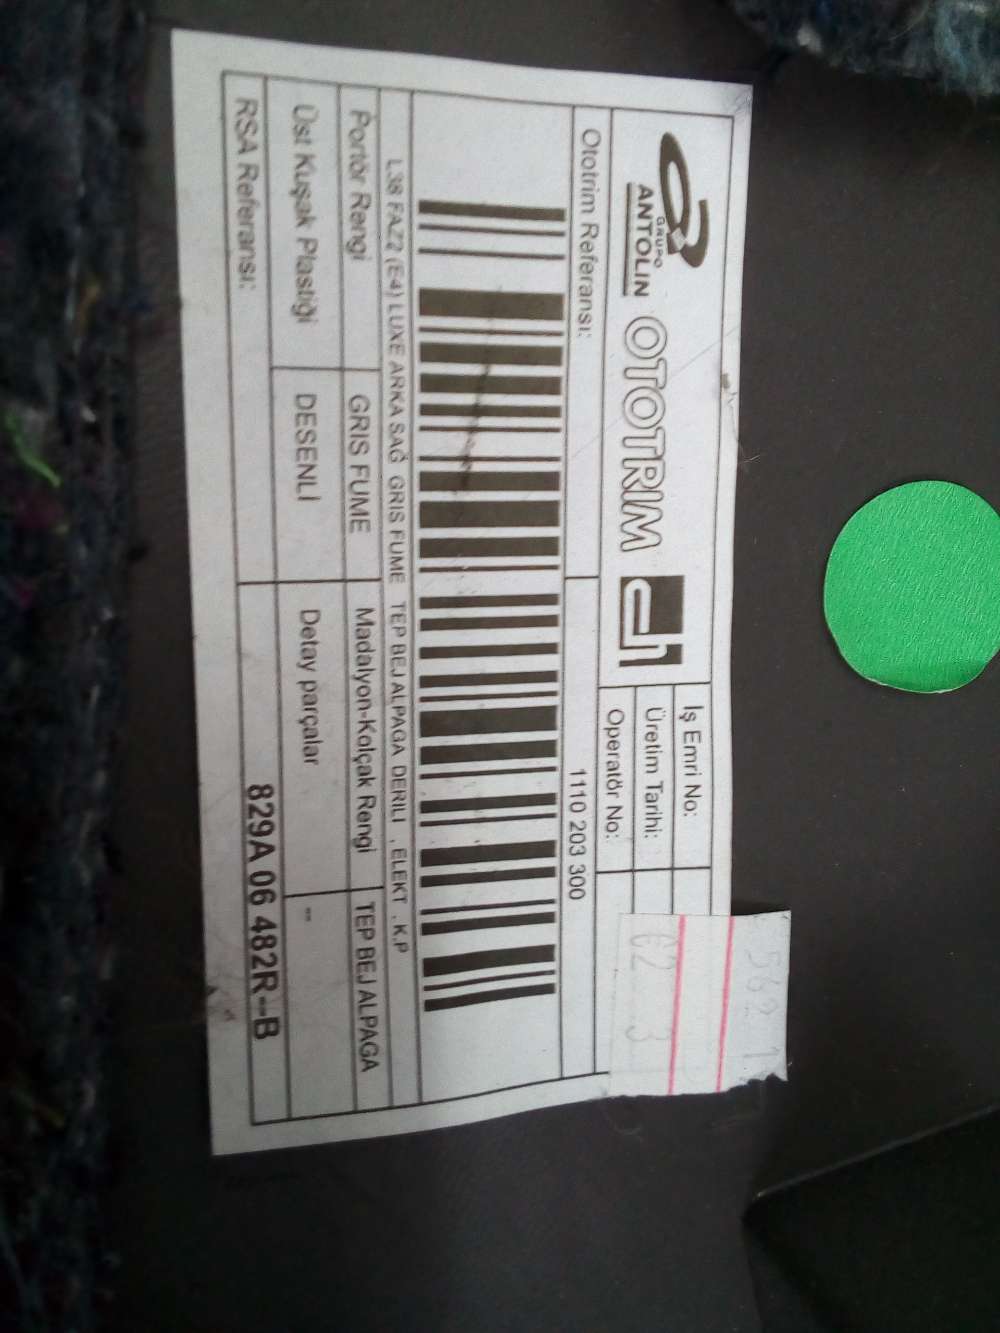 GRUPO
ANTOLIN
OTOTRIM
İş Emri No:
Üretim Tarihi:
Operatör No:
Ototrim Referansı:
1110 203 300
L38 FAZ2 (E4) LUXE ARKA SAĞ GRIS FUME TEP BEJ ALPAGA DERILI , ELEKT . K.P
Portör Rengi
GRIS FUME
Madalyon-Kolçak Rengi
TEP BEJ ALPAGA
Üst Kuşak Plastiği
DESENLİ
Detay parçalar
--
RSA Referansı:
829A 06 482R--B
562 1